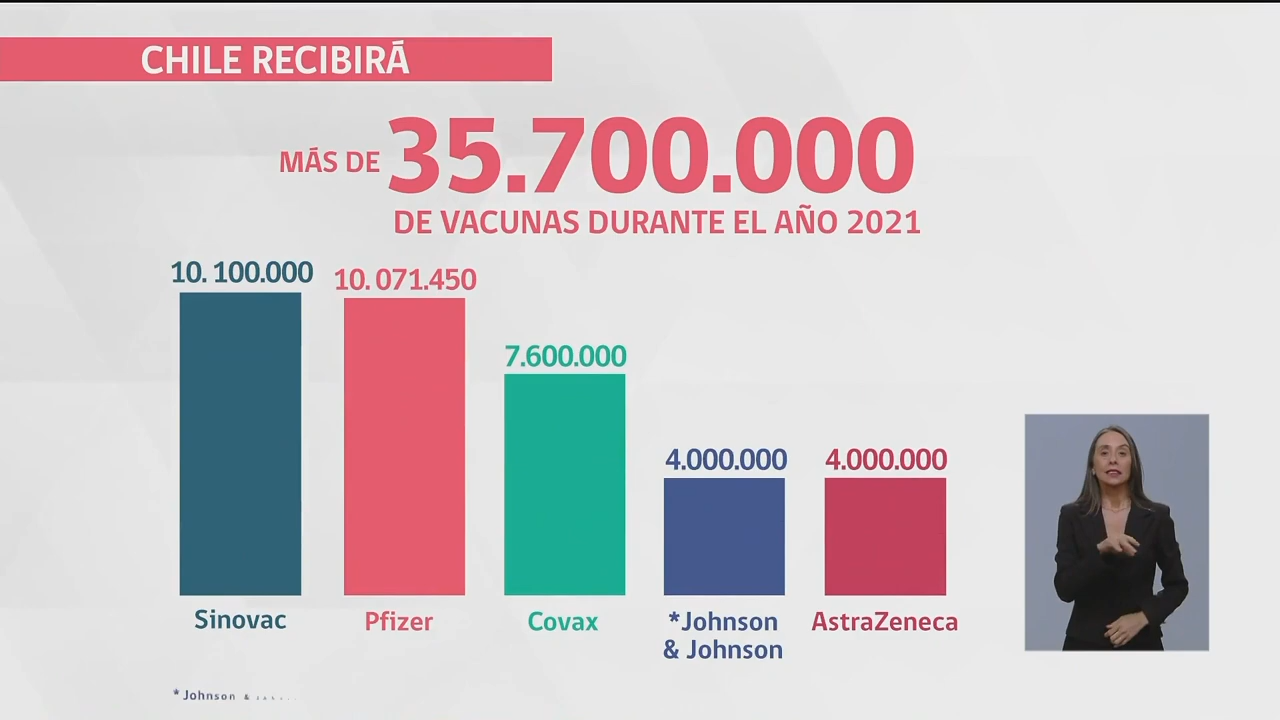 CHILE RECIBIRÁ
MÁS DE 35.700.000
DE VACUNAS DURANTE EL AÑO 2021
10. 100.000
10. 071.450
7.600.000
4.000.000
4.000.000
Sinovac
Pfizer
Covax
*Johnson
& Johnson
AstraZeneca
* Johnson &